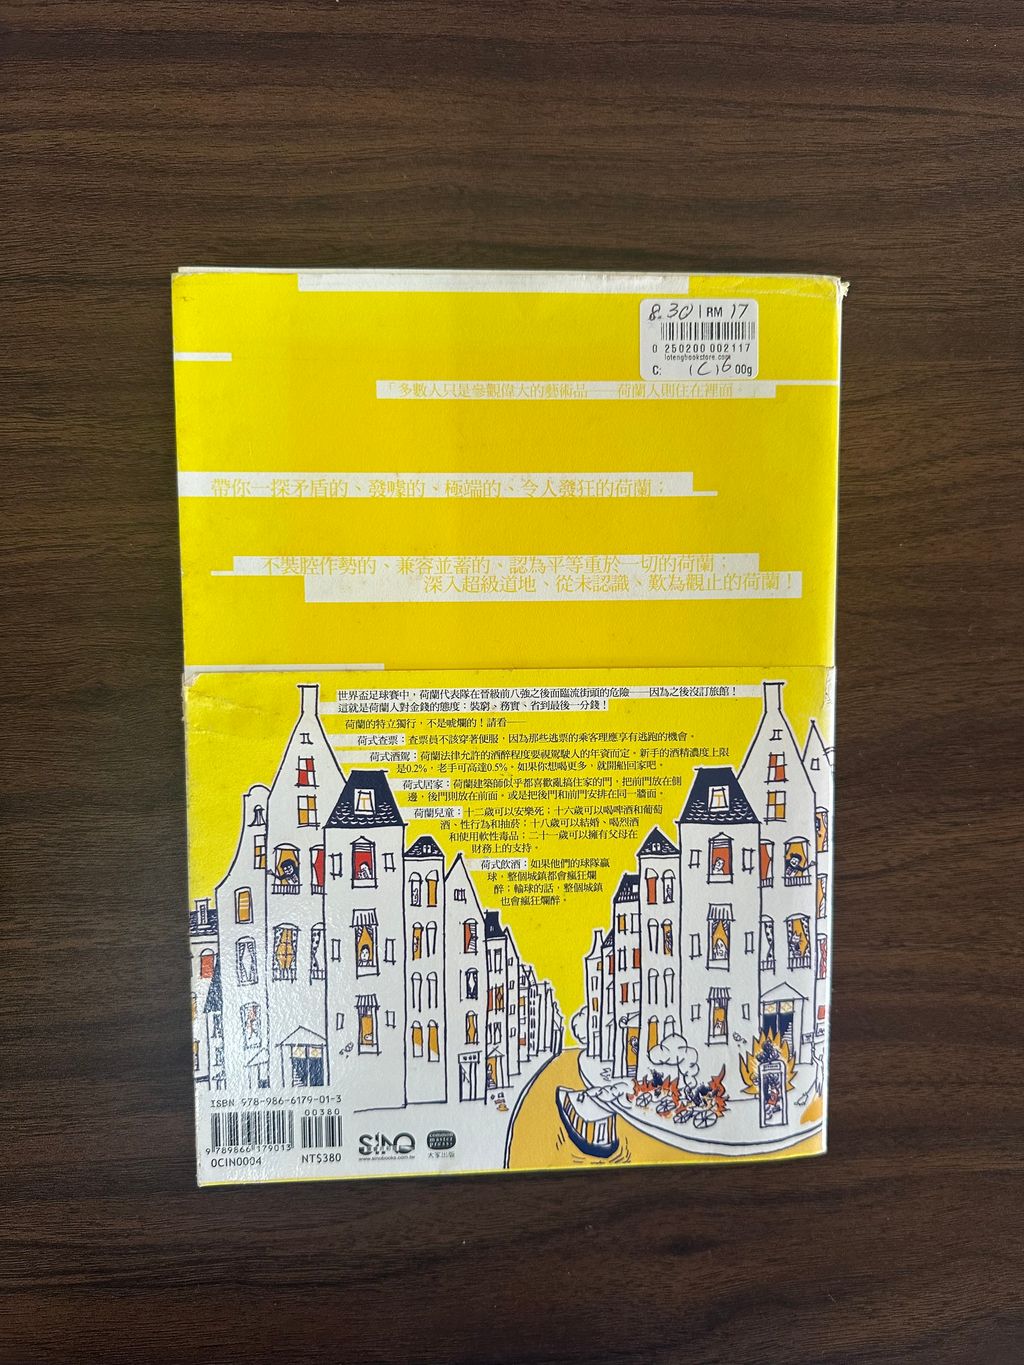 8.30 | RM 17
0 250200 002117
lotengbookstore.com
C: (C)6 00g
「多數人只是參觀偉大的藝術品——荷蘭人則住在裡面。」
帶你一探矛盾的、發噱的、極端的、令人發狂的荷蘭；
不裝腔作勢的、兼容並蓄的、認為平等重於一切的荷蘭；
深入超級道地、從未認識、歎為觀止的荷蘭！
世界盃足球賽中，荷蘭代表隊在晉級前八強之後面臨流街頭的危險——因為之後沒訂旅館！
這就是荷蘭人對金錢的態度：裝窮、務實、省到最後一分錢！
荷蘭的特立獨行，不是唬爛的！請看——
荷式查票：查票員不該穿著便服，因為那些逃票的乘客理應享有逃跑的機會。
荷式酒駕：荷蘭法律允許的酒醉程度要視駕駛人的年資而定。新手的酒精濃度上限
是0.2%，老手可高達0.5%。如果你想喝更多，就開船回家吧。
荷式居家：荷蘭建築師似乎都喜歡亂搞住家的門，把前門放在側
邊，後門則放在前面。或是把後門和前門安排在同一牆面。
荷蘭兒童：十二歲可以安樂死；十六歲可以喝啤酒和葡萄
酒、性行為和抽菸；十八歲可以結婚、喝烈酒
和使用軟性毒品；二十一歲可以擁有父母在
財務上的支持。
荷式飲酒：如果他們的球隊贏
球，整個城鎮都會瘋狂爛
醉；輸球的話，整個城鎮
也會瘋狂爛醉。
ISBN 978-986-6179-01-3
00380
9 789866 179013
0CIN0004 NT$380
SINO
www.sinobooks.com.tw
common master press
大家出版